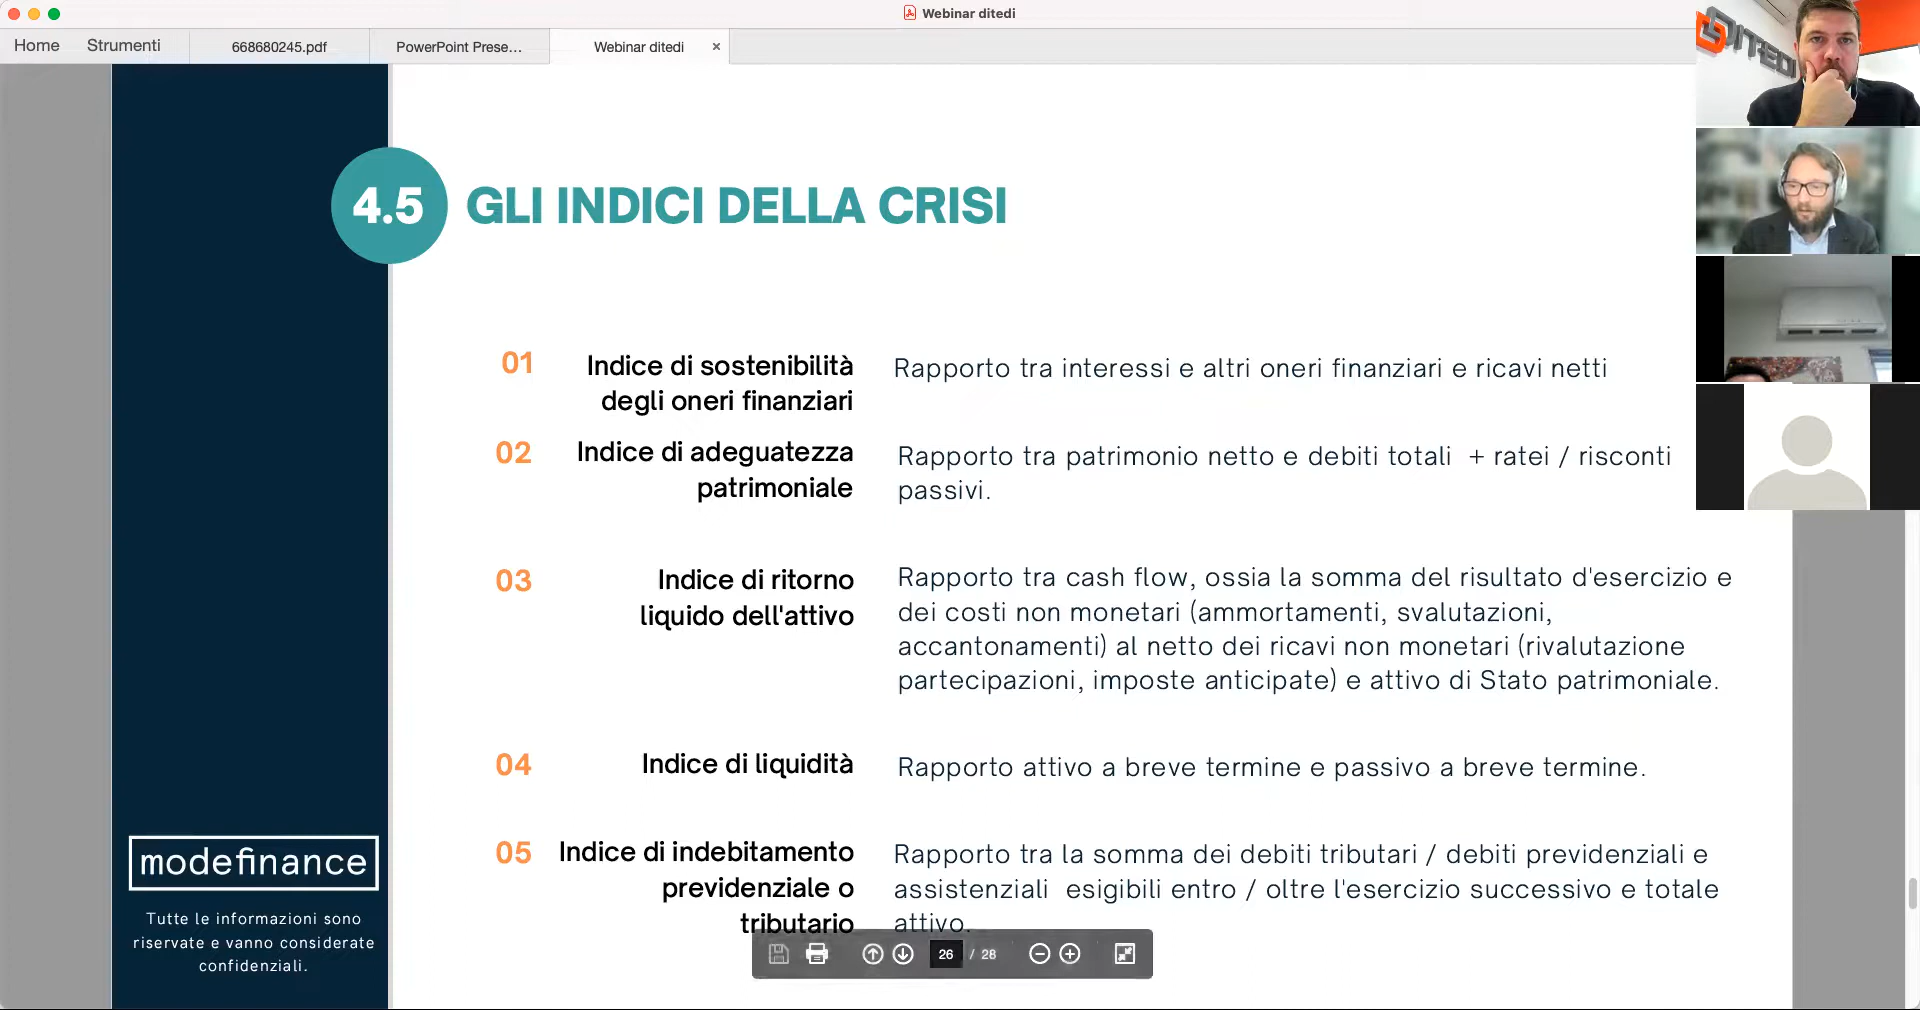 Webinar ditedi
Home
Strumenti
668680245.pdf
PowerPoint Prese...
Webinar ditedi
×
DITEDI
4.5
GLI INDICI DELLA CRISI
01
Indice di sostenibilità
degli oneri finanziari
Rapporto tra interessi e altri oneri finanziari e ricavi netti
02
Indice di adeguatezza
patrimoniale
Rapporto tra patrimonio netto e debiti totali + ratei / risconti
passivi.
03
Indice di ritorno
liquido dell'attivo
Rapporto tra cash flow, ossia la somma del risultato d'esercizio e
dei costi non monetari (ammortamenti, svalutazioni,
accantonamenti) al netto dei ricavi non monetari (rivalutazione
partecipazioni, imposte anticipate) e attivo di Stato patrimoniale.
04
Indice di liquidità
Rapporto attivo a breve termine e passivo a breve termine.
05
Indice di indebitamento
previdenziale o
tributario
Rapporto tra la somma dei debiti tributari / debiti previdenziali e
assistenziali esigibili entro / oltre l'esercizio successivo e totale
attivo.
modefinance
Tutte le informazioni sono
riservate e vanno considerate
confidenziali.
26 / 28